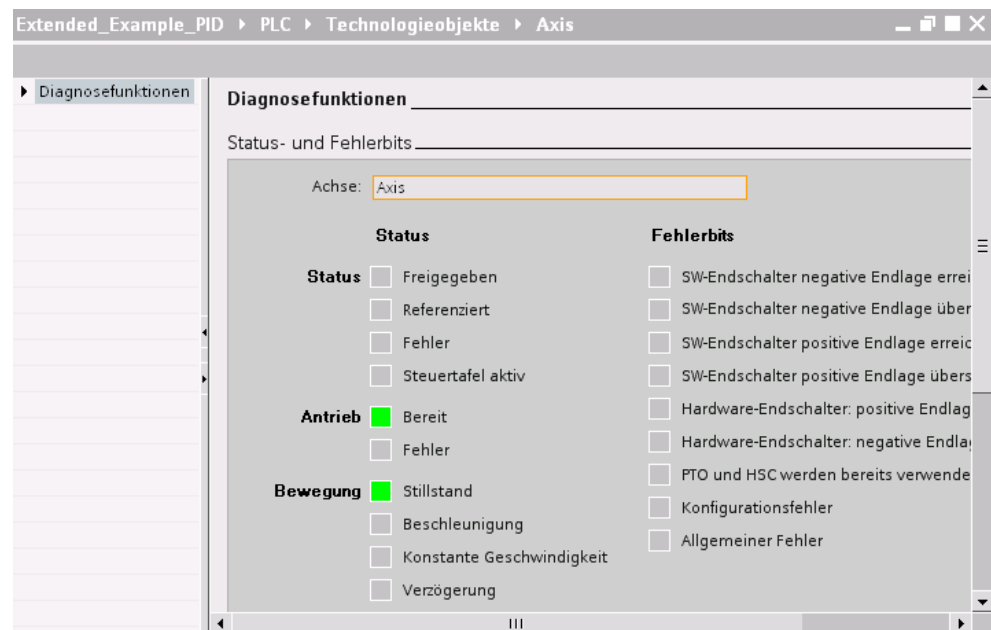 Extended_Example_PID ▸ PLC ▸ Technologieobjekte ▸ Axis
Diagnosefunktionen
Diagnosefunktionen
Status- und Fehlerbits
Achse: Axis
Status
Status Freigegeben
Referenziert
Fehler
Steuertafel aktiv
Antrieb Bereit
Fehler
Bewegung Stillstand
Beschleunigung
Konstante Geschwindigkeit
Verzögerung
Fehlerbits
SW-Endschalter negative Endlage errei
SW-Endschalter negative Endlage über
SW-Endschalter positive Endlage erreic
SW-Endschalter positive Endlage übers
Hardware-Endschalter: positive Endlag
Hardware-Endschalter: negative Endla
PTO und HSC werden bereits verwende
Konfigurationsfehler
Allgemeiner Fehler